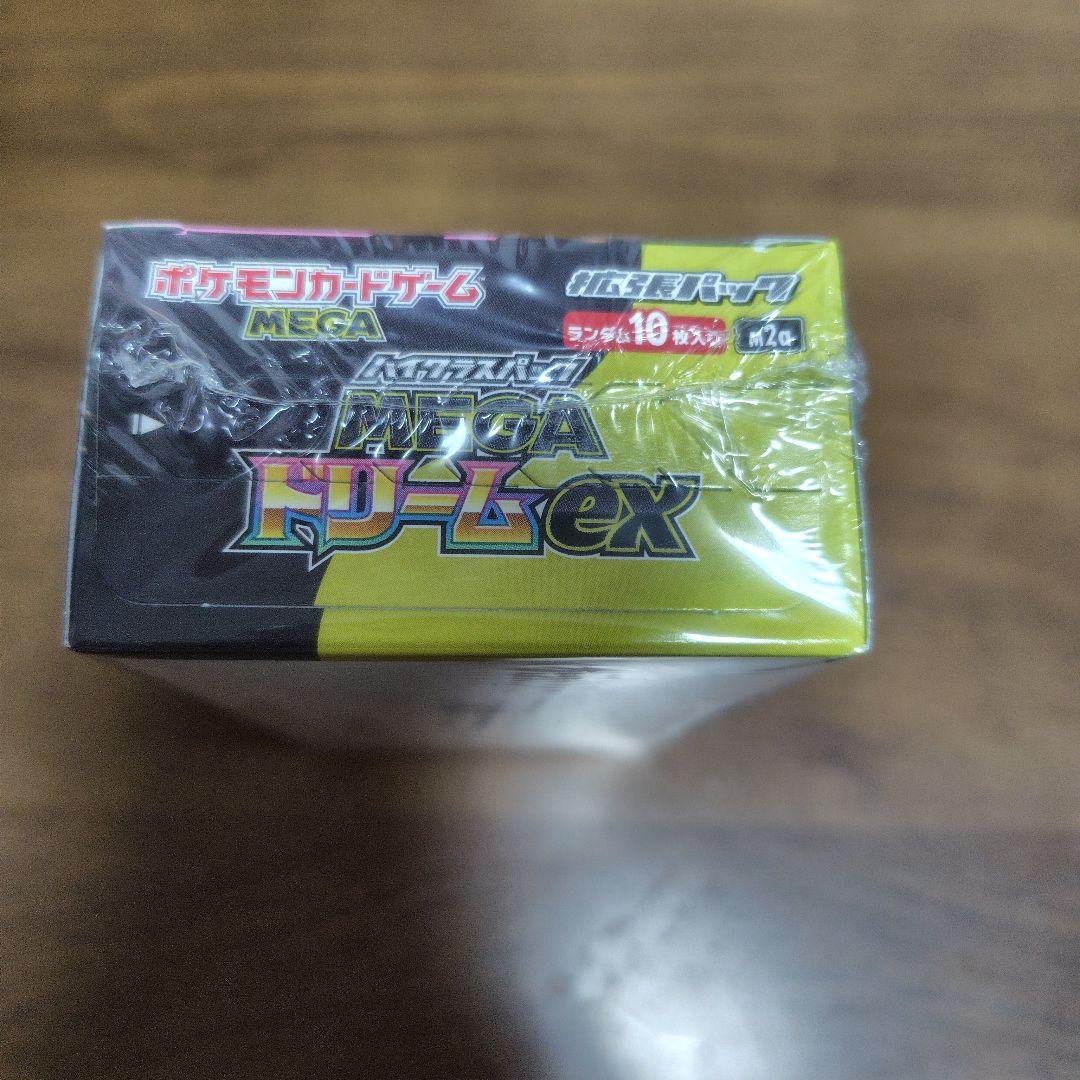 ポケモンカードゲーム
MEGA
拡張パック
ランダム10枚入り m2a
ハイクラスパック
MEGA
ドリームex